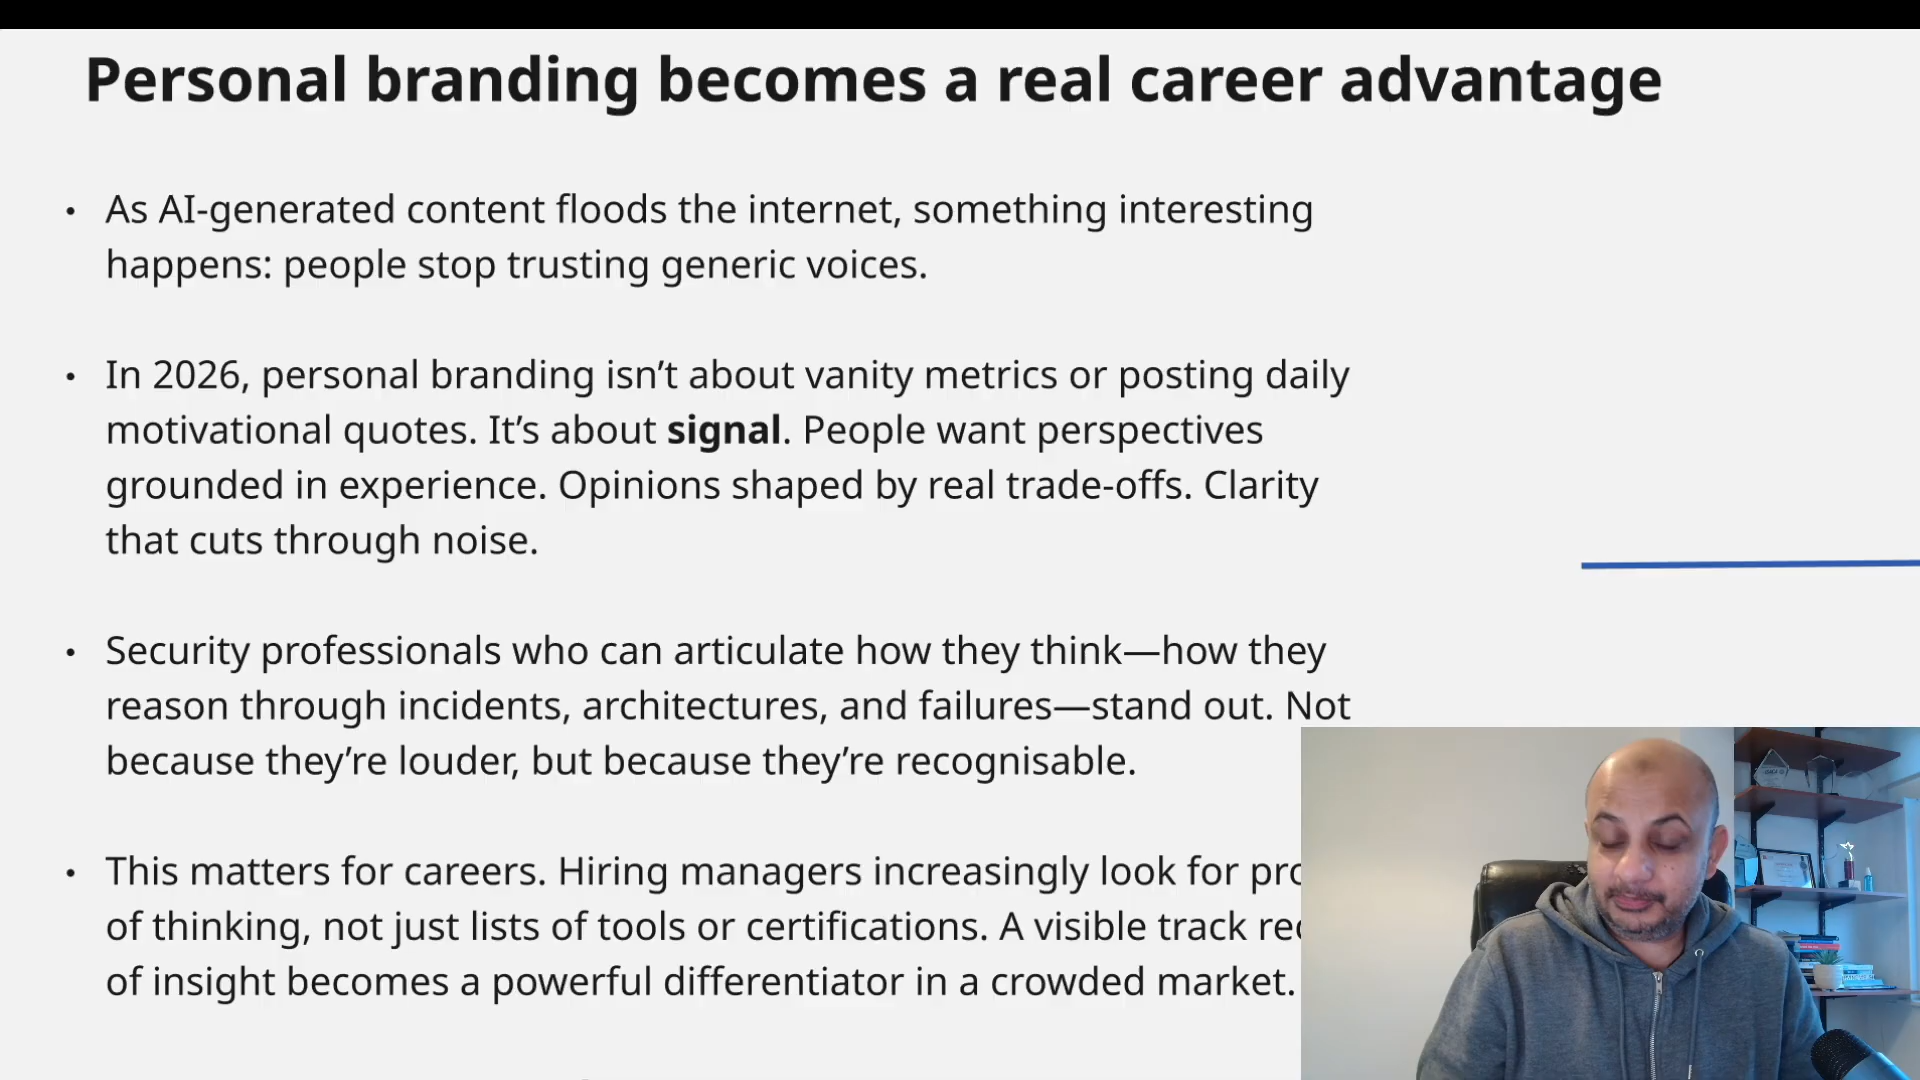 Personal branding becomes a real career advantage
• As AI-generated content floods the internet, something interesting
happens: people stop trusting generic voices.
• In 2026, personal branding isn’t about vanity metrics or posting daily
motivational quotes. It’s about signal. People want perspectives
grounded in experience. Opinions shaped by real trade-offs. Clarity
that cuts through noise.
• Security professionals who can articulate how they think—how they
reason through incidents, architectures, and failures—stand out. Not
because they’re louder, but because they’re recognisable.
• This matters for careers. Hiring managers increasingly look for
of thinking, not just lists of tools or certifications. A visible track
of insight becomes a powerful differentiator in a crowded market.